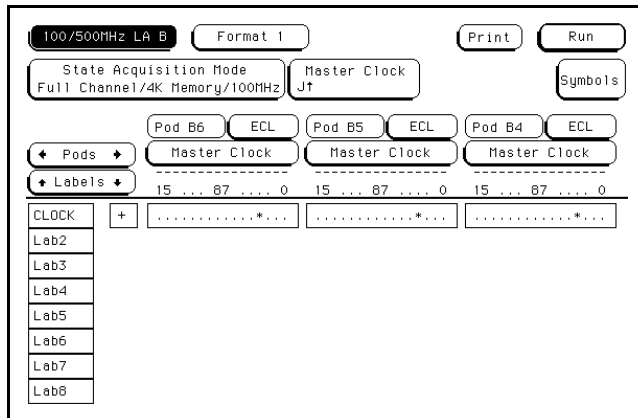 100/500MHz LA B   Format 1   Print   Run
State Acquisition Mode   Master Clock
Full Channel/4K Memory/100MHz   J↑   Symbols
Pod B6   ECL   Pod B5   ECL   Pod B4   ECL
← Pods →   Master Clock   Master Clock   Master Clock
↑ Labels ↓   ----------------   ----------------   ----------------
15 ... 87 .... 0   15 ... 87 .... 0   15 ... 87 .... 0
CLOCK   +   ............*...   ............*...   ............*...
Lab2
Lab3
Lab4
Lab5
Lab6
Lab7
Lab8